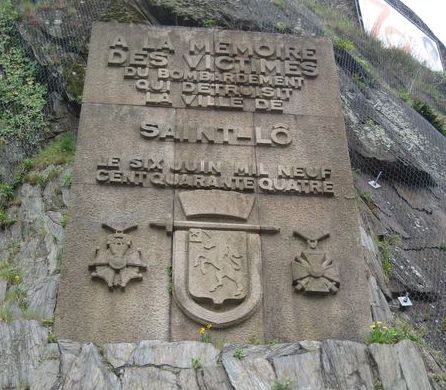 A LA MEMOIRE
DES VICTIMES
DU BOMBARDEMENT
QUI DETRUISIT
LA VILLE DE
SAINT-LÔ
LE SIX JUIN MIL NEUF
CENT QUARANTE QUATRE